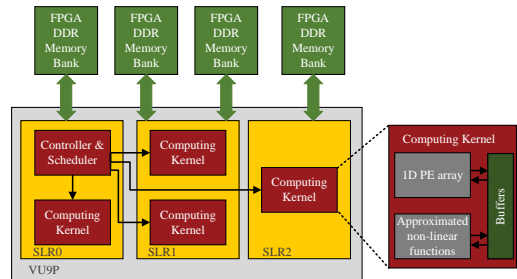 FPGA
DDR
Memory
Bank
FPGA
DDR
Memory
Bank
FPGA
DDR
Memory
Bank
FPGA
DDR
Memory
Bank
Controller &
Scheduler
Computing
Kernel
SLR0
Computing
Kernel
Computing
Kernel
SLR1
Computing
Kernel
SLR2
VU9P
Computing Kernel
1D PE array
Approximated
non-linear
functions
Buffers